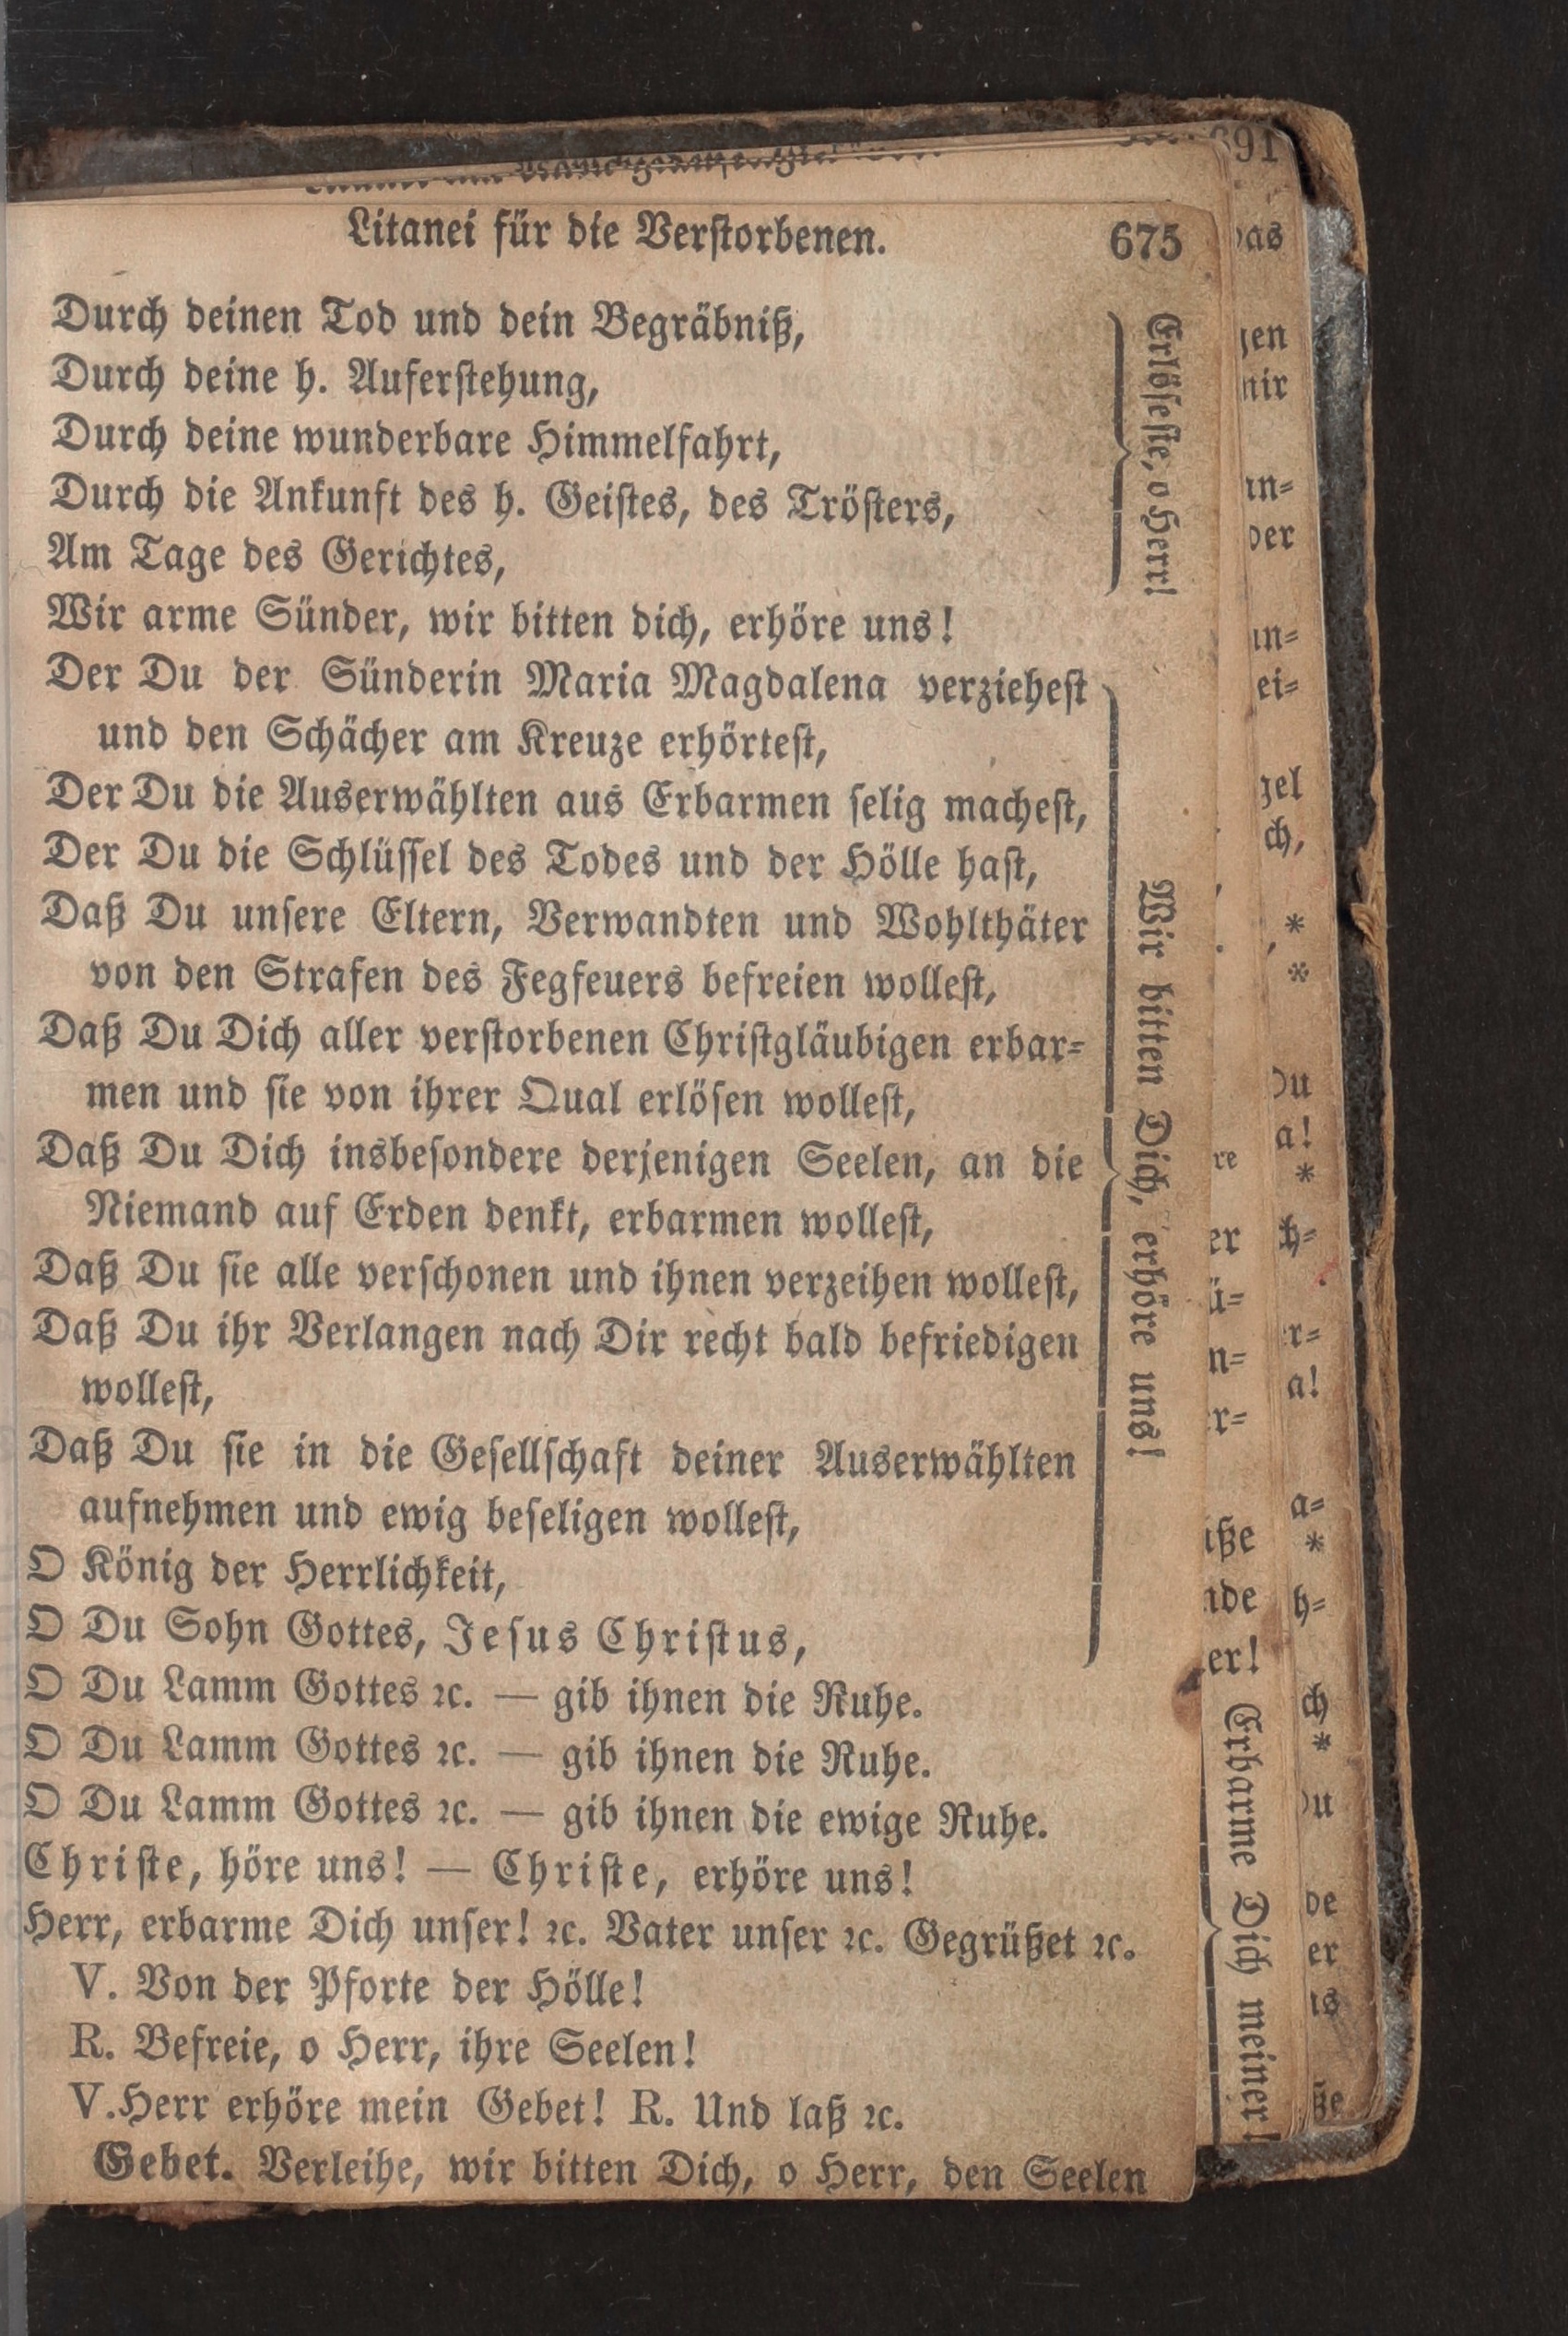 Litanei für die Verstorbenen. 675
Durch deinen Tod und dein Begräbniß,
Durch deine h. Auferstehung,
Durch deine wunderbare Himmelfahrt,
Durch die Ankunft des h. Geistes, des Trösters,
Am Tage des Gerichtes,
Erlöse sie, o Herr!
Wir arme Sünder, wir bitten dich, erhöre uns!
Der Du der Sünderin Maria Magdalena verziehest
und den Schächer am Kreuze erhörtest,
Der Du die Auserwählten aus Erbarmen selig machest,
Der Du die Schlüssel des Todes und der Hölle hast,
Daß Du unsere Eltern, Verwandten und Wohlthäter
von den Strafen des Fegfeuers befreien wollest,
Daß Du Dich aller verstorbenen Christgläubigen erbar-
men und sie von ihrer Qual erlösen wollest,
Daß Du Dich insbesondere derjenigen Seelen, an die
Niemand auf Erden denkt, erbarmen wollest,
Daß Du sie alle verschonen und ihnen verzeihen wollest,
Daß Du ihr Verlangen nach Dir recht bald befriedigen
wollest,
Daß Du sie in die Gesellschaft deiner Auserwählten
aufnehmen und ewig beseligen wollest,
O König der Herrlichkeit,
O Du Sohn Gottes, Jesus Christus,
Wir bitten Dich, erhöre uns!
O Du Lamm Gottes ꝛc. — gib ihnen die Ruhe.
O Du Lamm Gottes ꝛc. — gib ihnen die Ruhe.
O Du Lamm Gottes ꝛc. — gib ihnen die ewige Ruhe.
Christe, höre uns! — Christe, erhöre uns!
Herr, erbarme Dich unser! ꝛc. Vater unser ꝛc. Gegrüßet ꝛc.
V. Von der Pforte der Hölle!
R. Befreie, o Herr, ihre Seelen!
V. Herr erhöre mein Gebet! R. Und laß ꝛc.
Gebet. Verleihe, wir bitten Dich, o Herr, den Seelen
Erbarme Dich meiner!